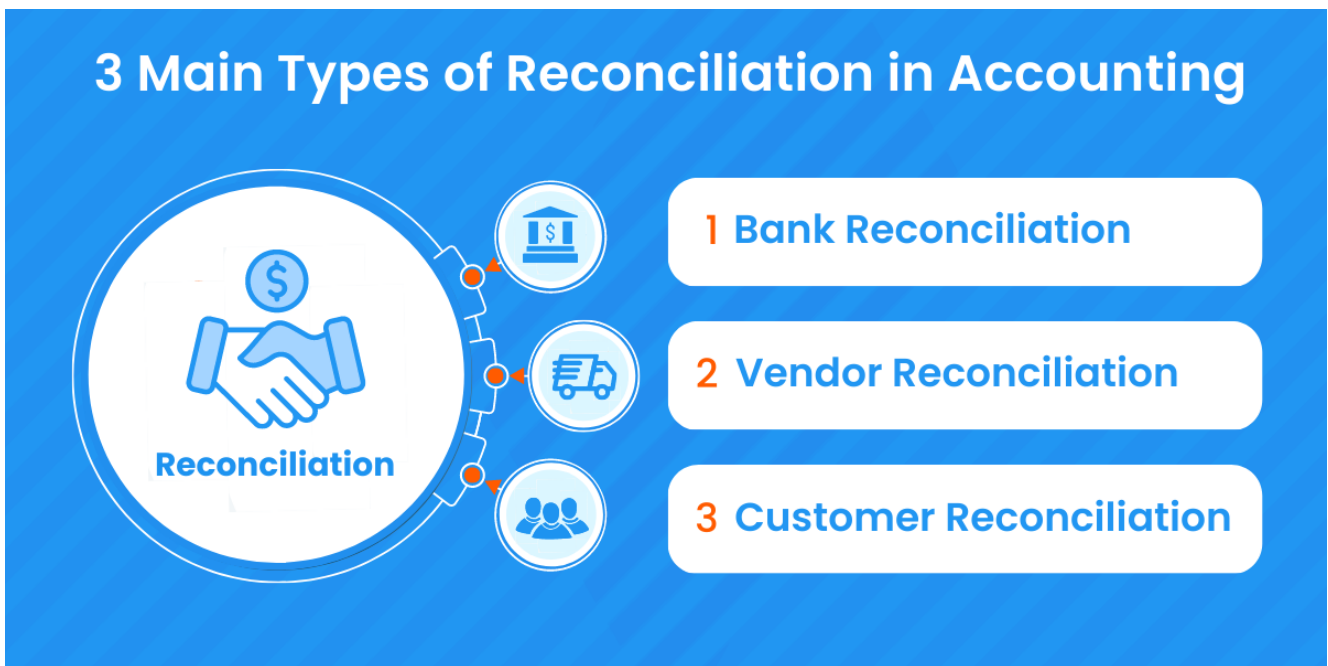 3 Main Types of Reconciliation in Accounting
$
Reconciliation
$
1 Bank Reconciliation
2 Vendor Reconciliation
3 Customer Reconciliation